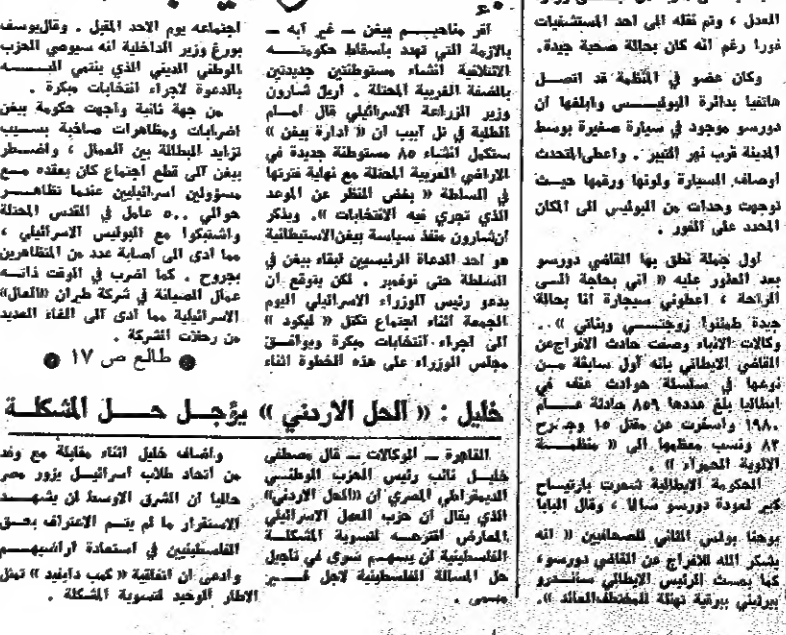 العدل ، وتم نقله الى احد المستشفيات
فورا رغم انه كان بحالة صحية جيدة.
وكان عضو في المنظمة قد اتصل
هاتفيا بدائرة البوليس وابلغها ان
دورسو موجود في سيارة صغيرة بوسط
المدينة قرب نهر التيبر . واعطى المتحدث
اوصاف السيارة ولونها ورقمها حيث
توجهت وحدات من البوليس الى المكان
المحدد على الفور .
اول جملة نطق بها القاضي دورسو
بعد العثور عليه « اني بحاجة الى
الراحة ، اعطوني سيجارة انا بحالة
جيدة طمئنوا زوجتي وبناتي » ..
وكالات الانباء وصفت حادث الافراج عن
القاضي الايطالي بانه اول سابقة من
نوعها في سلسلة حوادث عنف في
ايطاليا بلغ عددها ٨٥٩ حادثة عام
١٩٨٠ واسفرت عن مقتل ١٥ وجرح
٨٣ ونسب معظمها الى « منظمة
الالوية الحمراء » .
الحكومة الايطالية شعرت بارتياح
كبير لعودة دورسو سالما ، وقال البابا
يوحنا بولس الثاني للصحافيين « انه
يشكر الله للافراج عن القاضي دورسو،
كما بعث الرئيس الايطالي ساندرو
بيرتيني ببرقية تهنئة للمختطف العائد ».
اقر مناحيم بيغن ـ غير آبه ـ
بالازمة التي تهدد باسقاط حكومته
الائتلافية انشاء مستوطنتين جديدتين
بالضفة الغربية المحتلة . اريل شارون
وزير الزراعة الاسرائيلي قال امام
الطلبة في تل ابيب ان « ادارة بيغن »
ستكمل انشاء ٨٥ مستوطنة جديدة في
الاراضي العربية المحتلة مع نهاية فترتها
في السلطة « بغض النظر عن الموعد
الذي تجري فيه الانتخابات ». ويذكر
ان شارون منفذ سياسة بيغن الاستيطانية
هو احد الدعاة الرئيسيين لبقاء بيغن في
السلطة حتى نوفمبر . لكن يتوقع ان
يدعو رئيس الوزراء الاسرائيلي اليوم
الجمعة اثناء اجتماع تكتل « ليكود »
الى اجراء انتخابات مبكرة ويوافق
مجلس الوزراء على هذه الخطوة اثناء
اجتماعه يوم الاحد المقبل . وقال يوسف
بورغ وزير الداخلية انه سيوصي الحزب
الوطني الديني الذي ينتمي اليه
بالدعوة لاجراء انتخابات مبكرة .
من جهة ثانية واجهت حكومة بيغن
اضرابات ومظاهرات صاخبة بسبب
تزايد البطالة بين العمال ، واضطر
بيغن الى قطع اجتماع كان يعقده مع
مسؤولين اسرائيليين عندما تظاهر
حوالي ٥٠٠ عامل في القدس المحتلة
واشتبكوا مع البوليس الاسرائيلي ،
مما ادى الى اصابة عدد من المتظاهرين
بجروح . كما اضرب في الوقت ذاته
عمال الصيانة في شركة طيران «العال»
الاسرائيلية مما ادى الى الغاء العديد
من رحلات الشركة .
● طالع ص ١٧ ●
خليل : « الحل الاردني » يؤجل حل المشكلة
القاهرة ـ الوكالات ـ قال مصطفى
خليل نائب رئيس الحزب الوطني
الديمقراطي المصري ان «الحل الاردني»
الذي يقال ان حزب العمل الاسرائيلي
المعارض اقترحه لتسوية المشكلة
الفلسطينية لن يسهم سوى في تأجيل
حل المسألة الفلسطينية لاجل غير
مسمى .
واضاف خليل اثناء مقابلة مع وفد
من اتحاد طلاب اسرائيل يزور مصر
حاليا ان الشرق الاوسط لن يشهد
الاستقرار ما لم يتم الاعتراف بحق
الفلسطينيين في استعادة اراضيهم
وادعى ان اتفاقية « كمب دايفيد » تمثل
الاطار الوحيد لتسوية المشكلة .